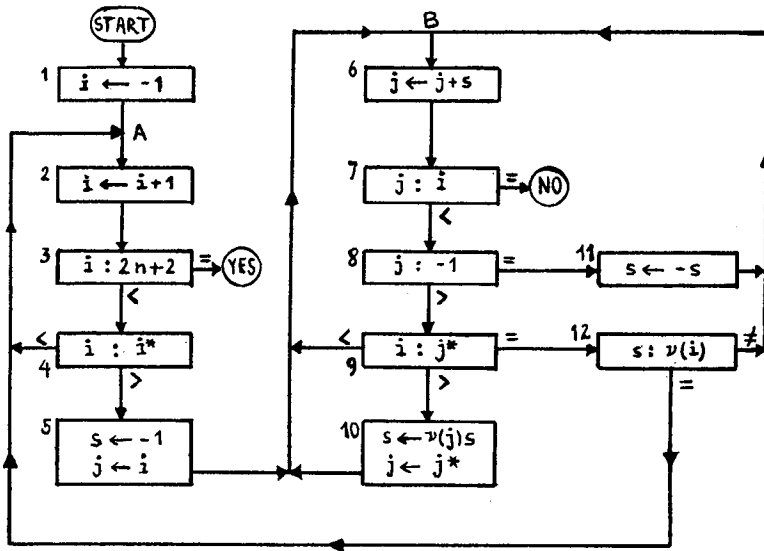 START
1
i ← -1
A
2
i ← i+1
3
i : 2n+2
=
YES
<
<
i : i*
4
>
5
s ← -1
j ← i
B
6
j ← j+s
7
j : i
=
NO
<
8
j : -1
=
>
11
s ← -s
<
i : j*
9
=
>
12
s : ν(i)
≠
=
10
s ← ν(j)s
j ← j*